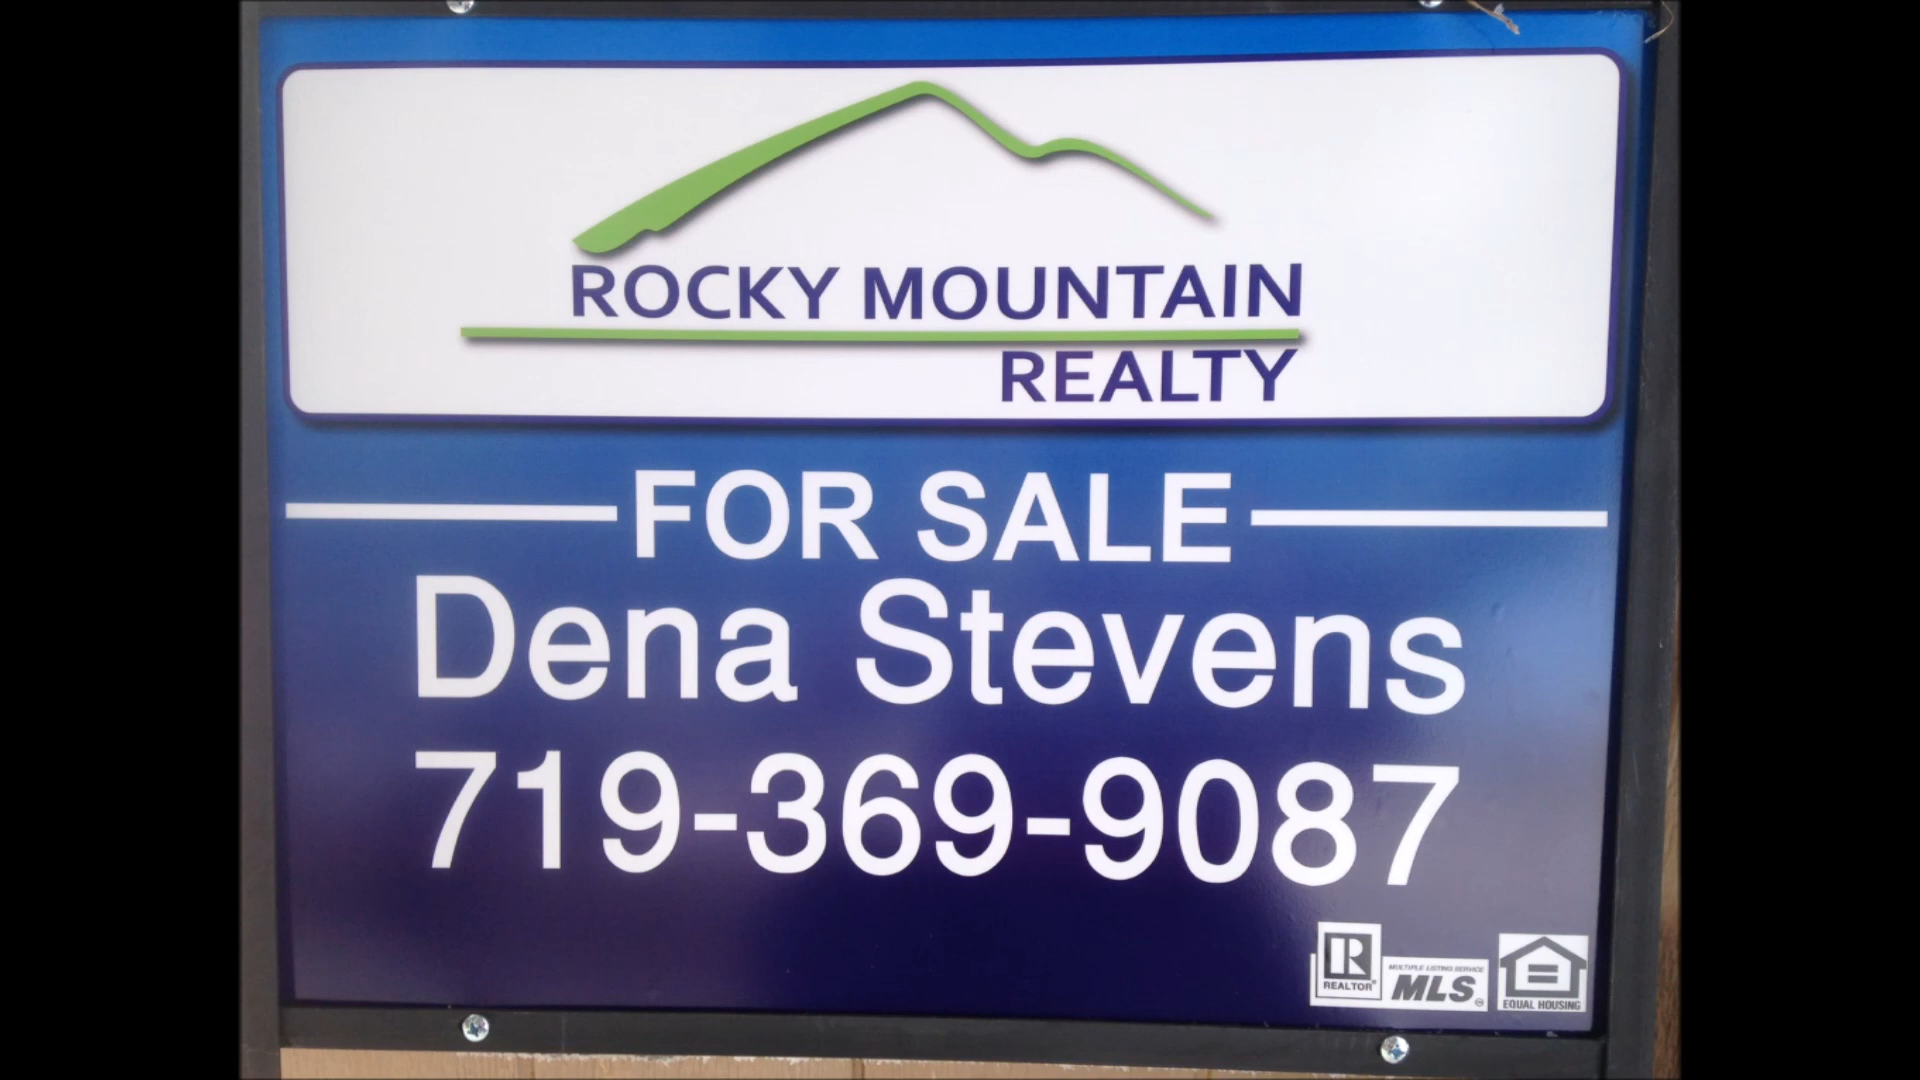 ROCKY MOUNTAIN
REALTY
FOR SALE
Dena Stevens
719-369-9087
R
REALTOR®
MULTIPLE LISTING SERVICE
MLS
EQUAL HOUSING